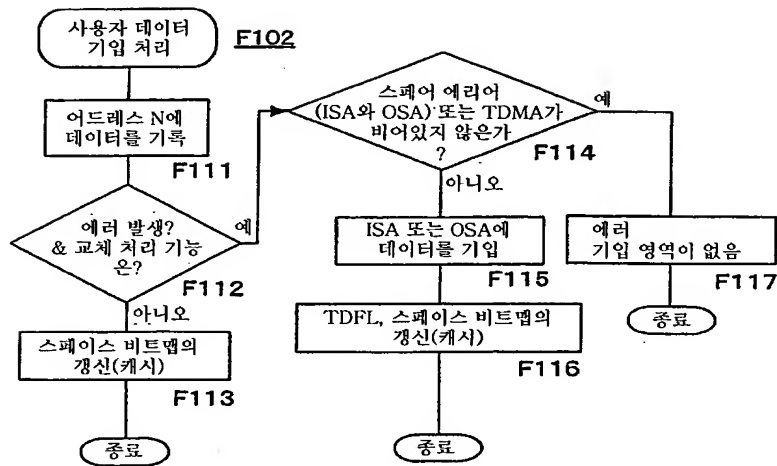 사용자 데이터
기입 처리
F102
어드레스 N에
데이터를 기록
F111
에러 발생?
& 교체 처리 기능
온?
예
F112
아니오
스페이스 비트맵의
갱신(캐시)
F113
종료
스페어 에리어
(ISA와 OSA) 또는 TDMA가
비어있지 않은가
?
예
F114
아니오
ISA 또는 OSA에
데이터를 기입
F115
TDFL, 스페이스 비트맵의
갱신(캐시)
F116
종료
에러
기입 영역이 없음
F117
종료